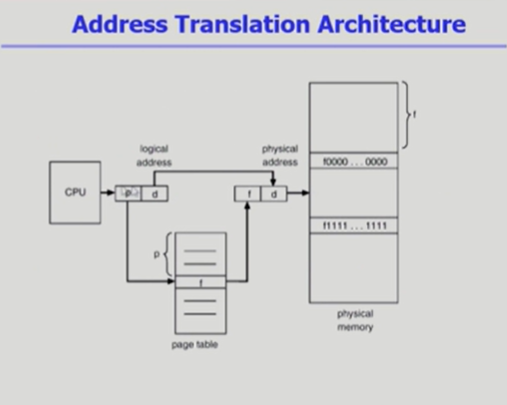 Address Translation Architecture
logical
address
physical
address
CPU
p
d
f
d
f
f0000 ... 0000
f1111 ... 1111
p
f
page table
physical
memory